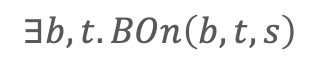 ∃b, t. BOn(b, t, s)